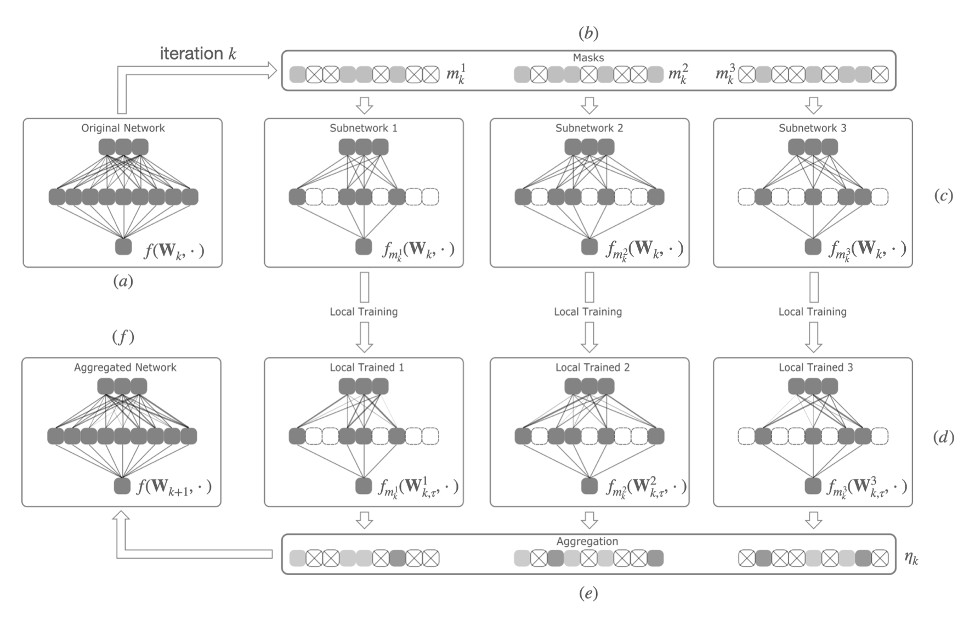 (b)
iteration k
Masks
m_k^1
m_k^2
m_k^3
Original Network
Subnetwork 1
Subnetwork 2
Subnetwork 3
(c)
f(W_k, ·)
f_{m_k^1}(W_k, ·)
f_{m_k^2}(W_k, ·)
f_{m_k^3}(W_k, ·)
(a)
Local Training
Local Training
Local Training
(f)
Aggregated Network
Local Trained 1
Local Trained 2
Local Trained 3
(d)
f(W_{k+1}, ·)
f_{m_k^1}(W_{k,τ}^1, ·)
f_{m_k^2}(W_{k,τ}^2, ·)
f_{m_k^3}(W_{k,τ}^3, ·)
Aggregation
η_k
(e)